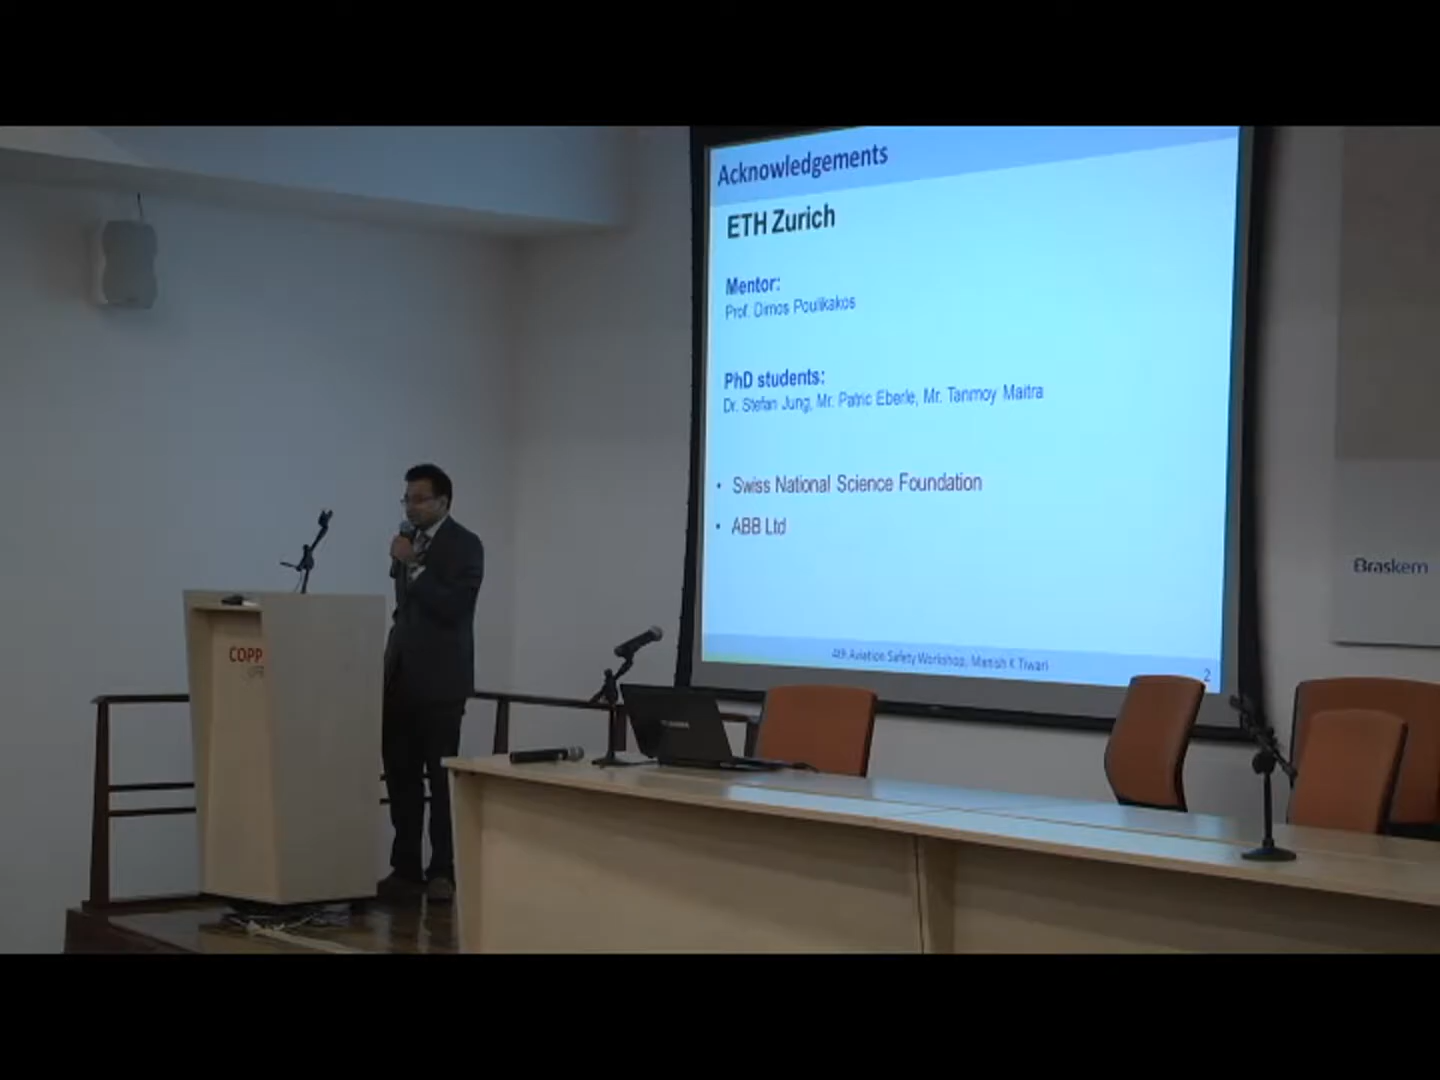 Acknowledgements
ETH Zurich
Mentor:
Prof. Dimos Poulikakos
PhD students:
Dr. Stefan Jung, Mr. Patric Eberle, Mr. Tanmoy Maitra
• Swiss National Science Foundation
• ABB Ltd
4th Aviation Safety Workshop, Manish K Tiwari
2
Braskem
COPP